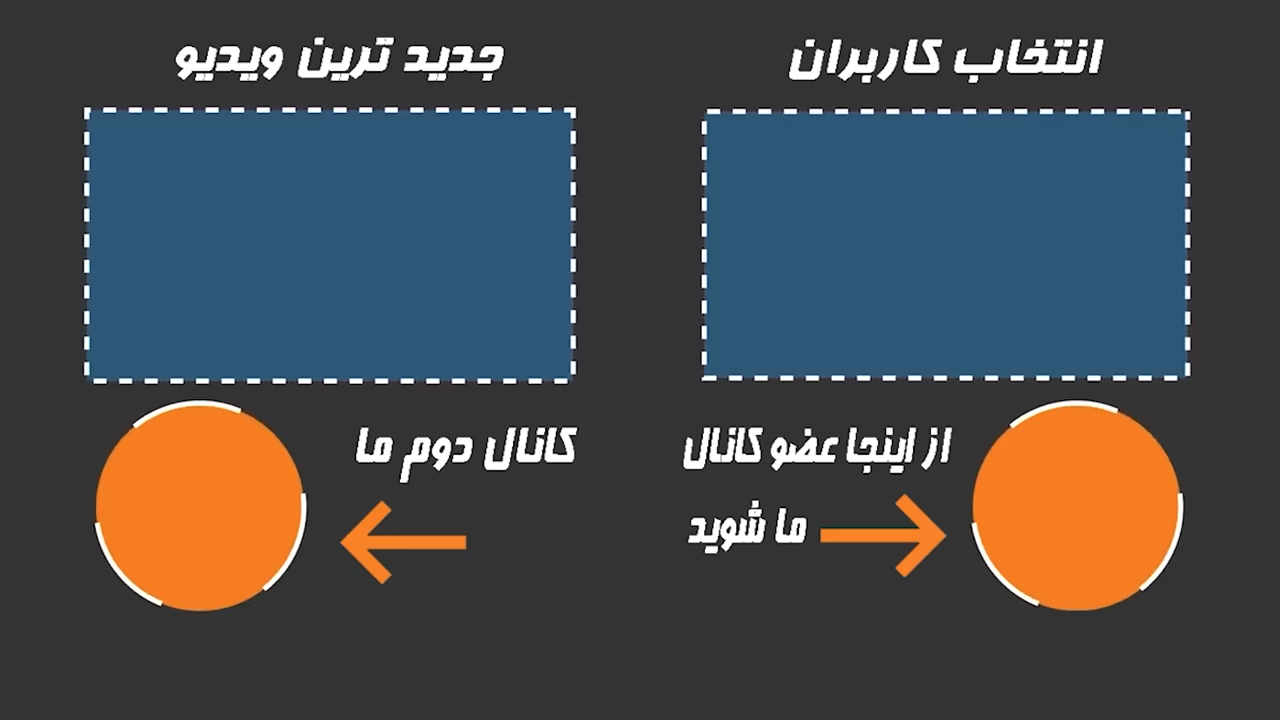 انتخاب کاربران
جدید ترین ویدیو
از اینجا عضو کانال
ما شوید
کانال دوم ما